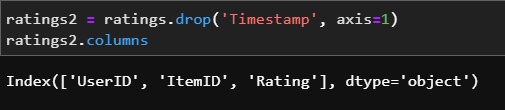 ratings2 = ratings.drop('Timestamp', axis=1)
ratings2.columns
Index(['UserID', 'ItemID', 'Rating'], dtype='object')